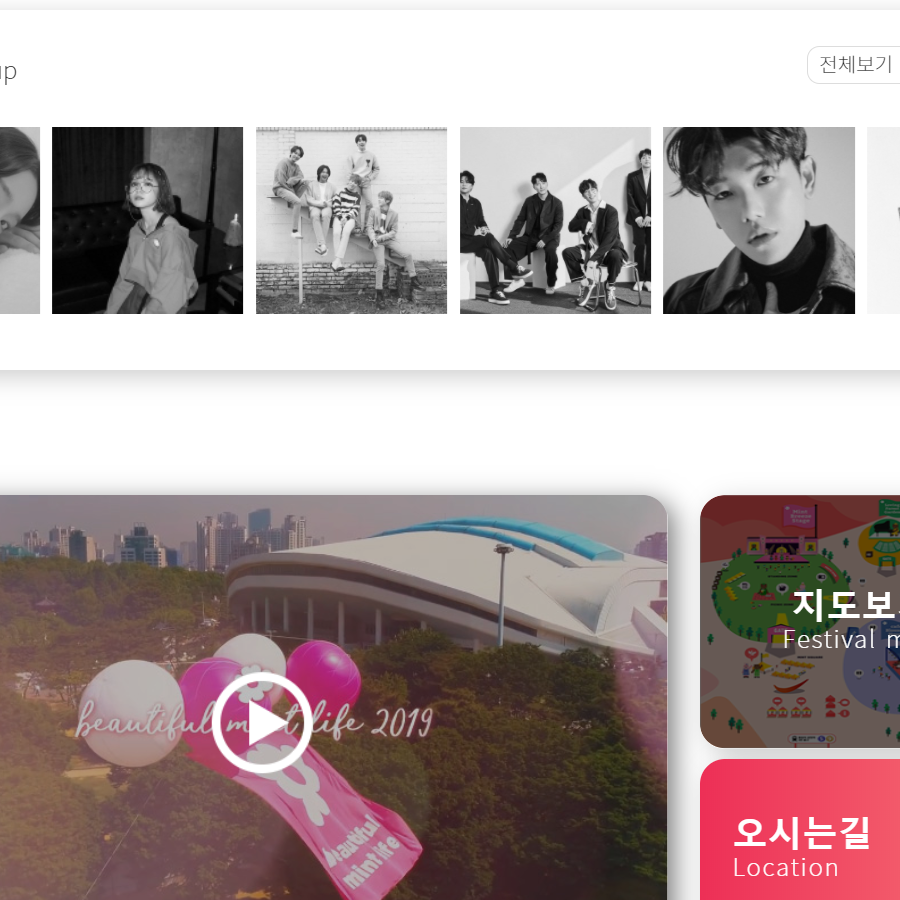 up
전체보기
지도보
Festival m
beautiful mint life 2019
beautiful
mint life
오시는길
Location